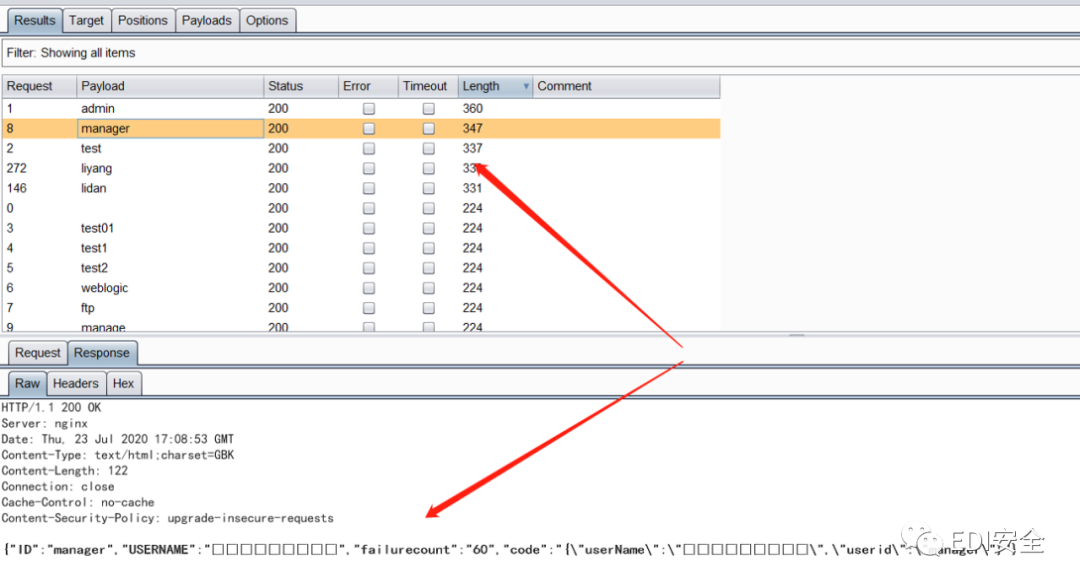 Results Target Positions Payloads Options
Filter: Showing all items
Request Payload Status Error Timeout Length Comment
1 admin 200 360
8 manager 200 347
2 test 200 337
272 liyang 200
146 lidan 200 331
0 200 224
3 test01 200 224
4 test1 200 224
5 test2 200 224
6 weblogic 200 224
7 ftp 200 224
9 manage 200 224
Request Response
Raw Headers Hex
HTTP/1.1 200 OK
Server: nginx
Date: Thu, 23 Jul 2020 17:08:53 GMT
Content-Type: text/html;charset=GBK
Content-Length: 122
Connection: close
Cache-Control: no-cache
Content-Security-Policy: upgrade-insecure-requests
{"ID":"manager","USERNAME":"□□□□□□□□□","failurecount":"60","code":"{\"userName\":\"□□□□□□□□□\",\"userid\":\"manager\"
EDI安全